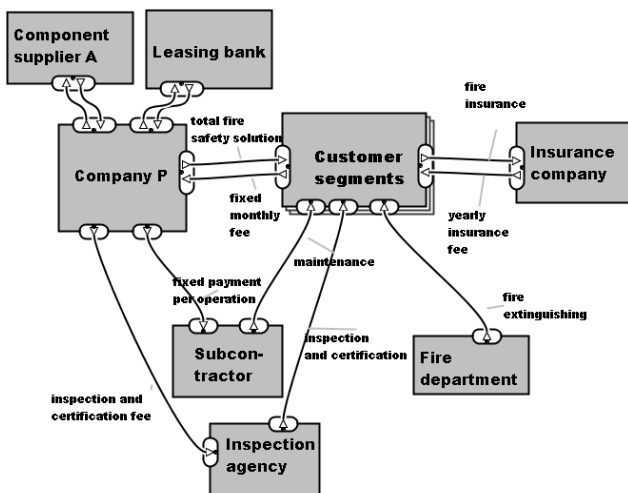 Component
supplier A
Leasing bank
total fire
safety solution
Company P
fixed
monthly
fee
Customer
segments
fire
insurance
Insurance
company
yearly
insurance
fee
maintenance
fixed payment
per operation
Subcon-
tractor
inspection
and certification
fire
extinguishing
Fire
department
inspection and
certification fee
Inspection
agency